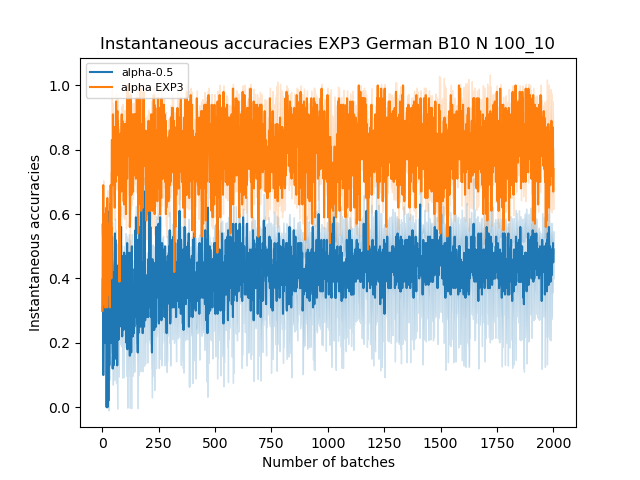 Instantaneous accuracies EXP3 German B10 N 100_10
alpha-0.5
alpha EXP3
Instantaneous accuracies
1.0
0.8
0.6
0.4
0.2
0.0
0 250 500 750 1000 1250 1500 1750 2000
Number of batches